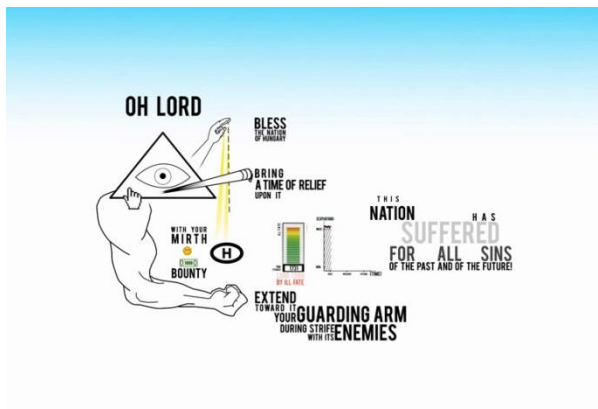 OH LORD
BLESS
THE NATION
OF HUNGARY
BRING
A TIME OF RELIEF
UPON IT
WITH YOUR
MIRTH
BOUNTY
H
BY ILL FATE
EXTEND
TOWARD IT
YOUR GUARDING ARM
DURING STRIFE
WITH ITS ENEMIES
THIS
NATION HAS
SUFFERED
FOR ALL SINS
OF THE PAST AND OF THE FUTURE!